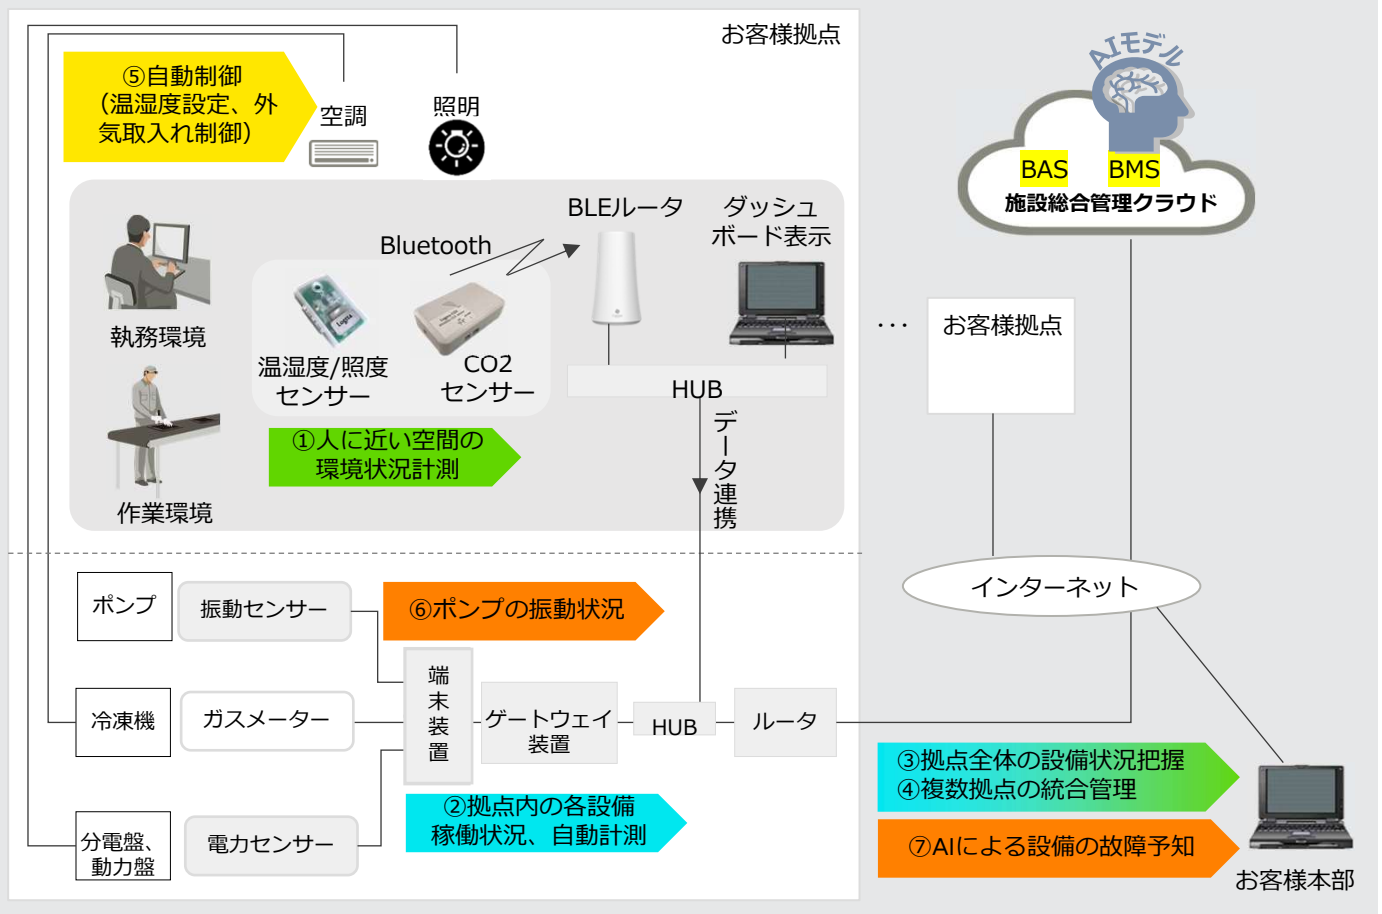 お客様拠点
⑤自動制御
（温湿度設定、外
気取入れ制御）
空調
照明
AIモデル
BAS
BMS
施設総合管理クラウド
BLEルータ
ダッシュ
ボード表示
Bluetooth
執務環境
温湿度/照度
センサー
CO2
センサー
HUB
・・・
お客様拠点
①人に近い空間の
環境状況計測
データ連携
作業環境
インターネット
ポンプ
振動センサー
⑥ポンプの振動状況
端末装置
冷凍機
ガスメーター
ゲートウェイ
装置
HUB
ルータ
③拠点全体の設備状況把握
④複数拠点の統合管理
②拠点内の各設備
稼働状況、自動計測
分電盤、
動力盤
電力センサー
⑦AIによる設備の故障予知
お客様本部